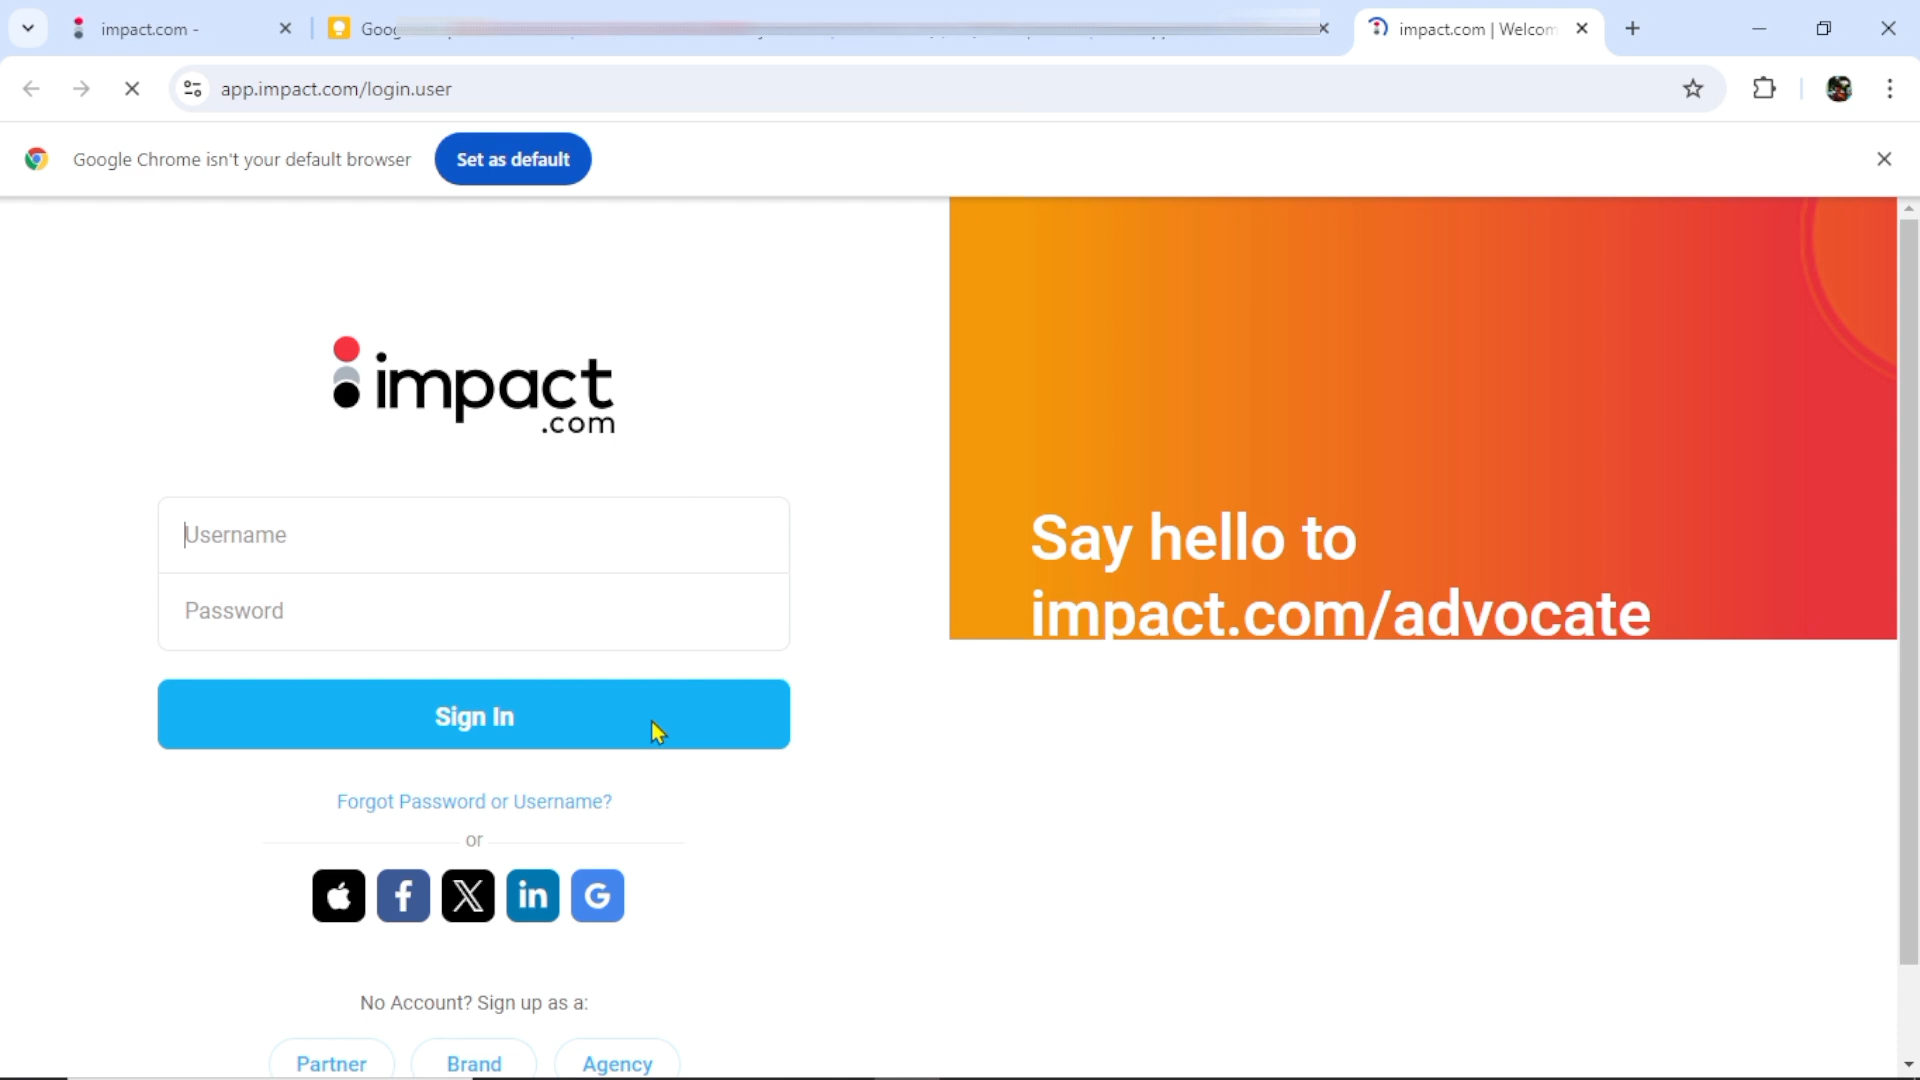 impact.com -
impact.com | Welcom
app.impact.com/login.user
Google Chrome isn't your default browser
Set as default
impact
.com
Username
Password
Sign In
Forgot Password or Username?
or
No Account? Sign up as a:
Partner
Brand
Agency
Say hello to
impact.com/advocate